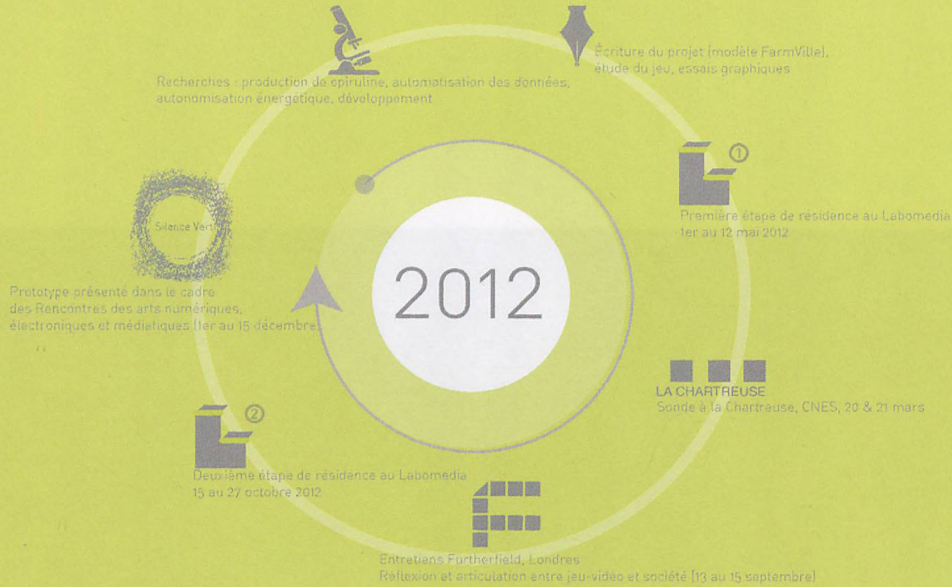 Recherches : production de spiruline, automatisation des données,
autonomisation énergétique, développement
Écriture du projet (modèle FarmVille),
étude du jeu, essais graphiques
1
Première étape de résidence au Labomedia
1er au 12 mai 2012
LA CHARTREUSE
Sonde à la Chartreuse, CNES, 20 & 21 mars
Entretiens Furtherfield, Londres
Réflexion et articulation entre jeu-vidéo et société (13 au 15 septembre)
2
Deuxième étape de résidence au Labomedia
15 au 27 octobre 2012
Silence Vert
Prototype présenté dans le cadre
des Rencontres des arts numériques,
électroniques et médiatiques (1er au 15 décembre)
2012